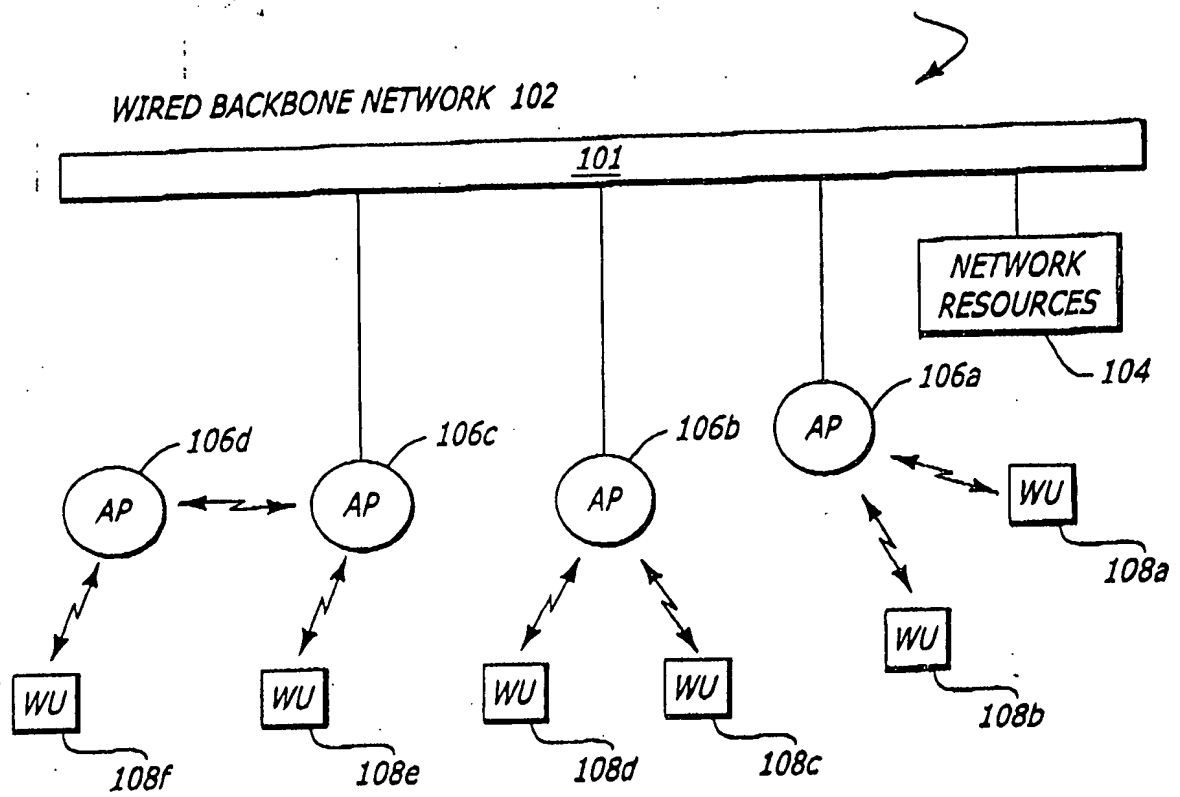 WIRED BACKBONE NETWORK 102
101
NETWORK
RESOURCES
104
106a
AP
106b
AP
106c
AP
106d
AP
WU
108a
WU
108b
WU
108c
WU
108d
WU
108e
WU
108f